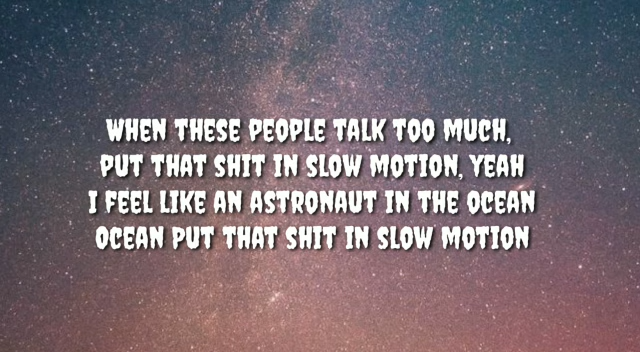 WHEN THESE PEOPLE TALK TOO MUCH,
PUT THAT SHIT IN SLOW MOTION, YEAH
I FEEL LIKE AN ASTRONAUT IN THE OCEAN
OCEAN PUT THAT SHIT IN SLOW MOTION